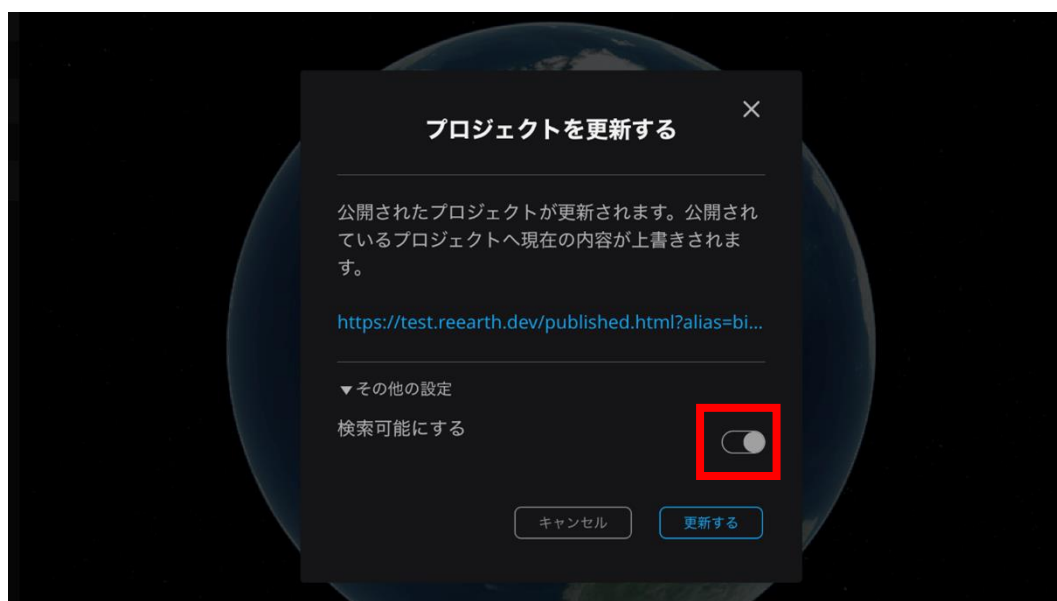 プロジェクトを更新する
公開されたプロジェクトが更新されます。公開され
ているプロジェクトへ現在の内容が上書きされま
す。
https://test.reearth.dev/published.html?alias=bi...
▼その他の設定
検索可能にする
キャンセル
更新する